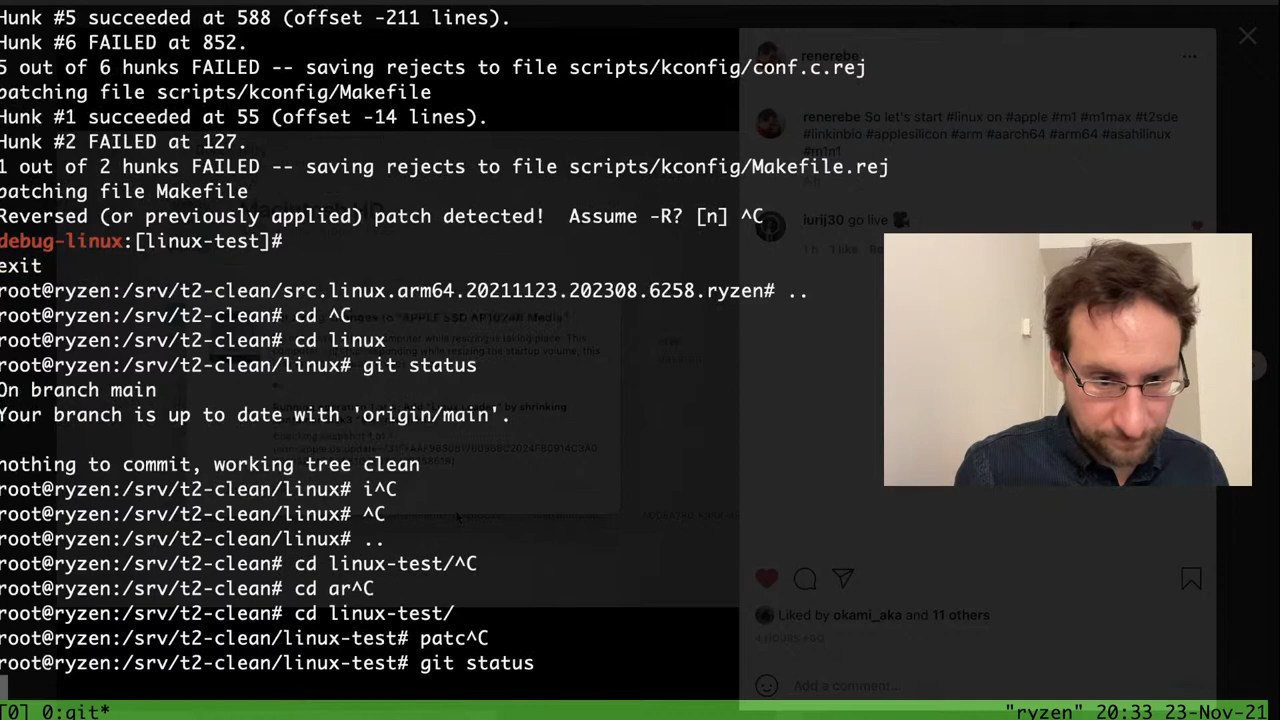 Hunk #5 succeeded at 588 (offset -211 lines).
Hunk #6 FAILED at 852.
5 out of 6 hunks FAILED -- saving rejects to file scripts/kconfig/conf.c.rej
patching file scripts/kconfig/Makefile
Hunk #1 succeeded at 55 (offset -14 lines).
Hunk #2 FAILED at 127.
1 out of 2 hunks FAILED -- saving rejects to file scripts/kconfig/Makefile.rej
patching file Makefile
Reversed (or previously applied) patch detected!  Assume -R? [n] ^C
debug-linux:[linux-test]#
exit
root@ryzen:/srv/t2-clean/src.linux.arm64.20211123.202308.6258.ryzen# ..
root@ryzen:/srv/t2-clean# cd ^C
root@ryzen:/srv/t2-clean# cd linux
root@ryzen:/srv/t2-clean/linux# git status
On branch main
Your branch is up to date with 'origin/main'.
nothing to commit, working tree clean
root@ryzen:/srv/t2-clean/linux# i^C
root@ryzen:/srv/t2-clean/linux# ^C
root@ryzen:/srv/t2-clean/linux# ..
root@ryzen:/srv/t2-clean# cd linux-test/^C
root@ryzen:/srv/t2-clean# cd ar^C
root@ryzen:/srv/t2-clean# cd linux-test/
root@ryzen:/srv/t2-clean/linux-test# patc^C
root@ryzen:/srv/t2-clean/linux-test# git status
[0] 0:git*
"ryzen" 20:33 23-Nov-21
renerebe
renerebe So let's start #linux on #apple #m1 #m1max #t2sde
#linkinbio #applesilicon #arm #aarch64 #arm64 #asahilinux
#m1n1
iurij30 go live
1 h 1 like
Liked by okami_aka and 11 others
4 HOURS AGO
Add a comment...